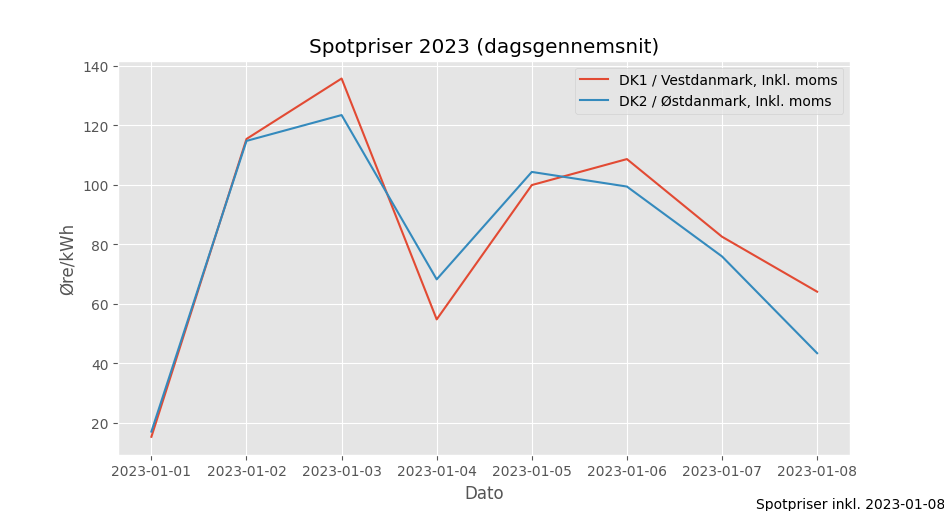 Spotpriser 2023 (dagsgennemsnit)
DK1 / Vestdanmark, Inkl. moms
DK2 / Østdanmark, Inkl. moms
Øre/kWh
140
120
100
80
60
40
20
2023-01-01 2023-01-02 2023-01-03 2023-01-04 2023-01-05 2023-01-06 2023-01-07 2023-01-08
Dato
Spotpriser inkl. 2023-01-08